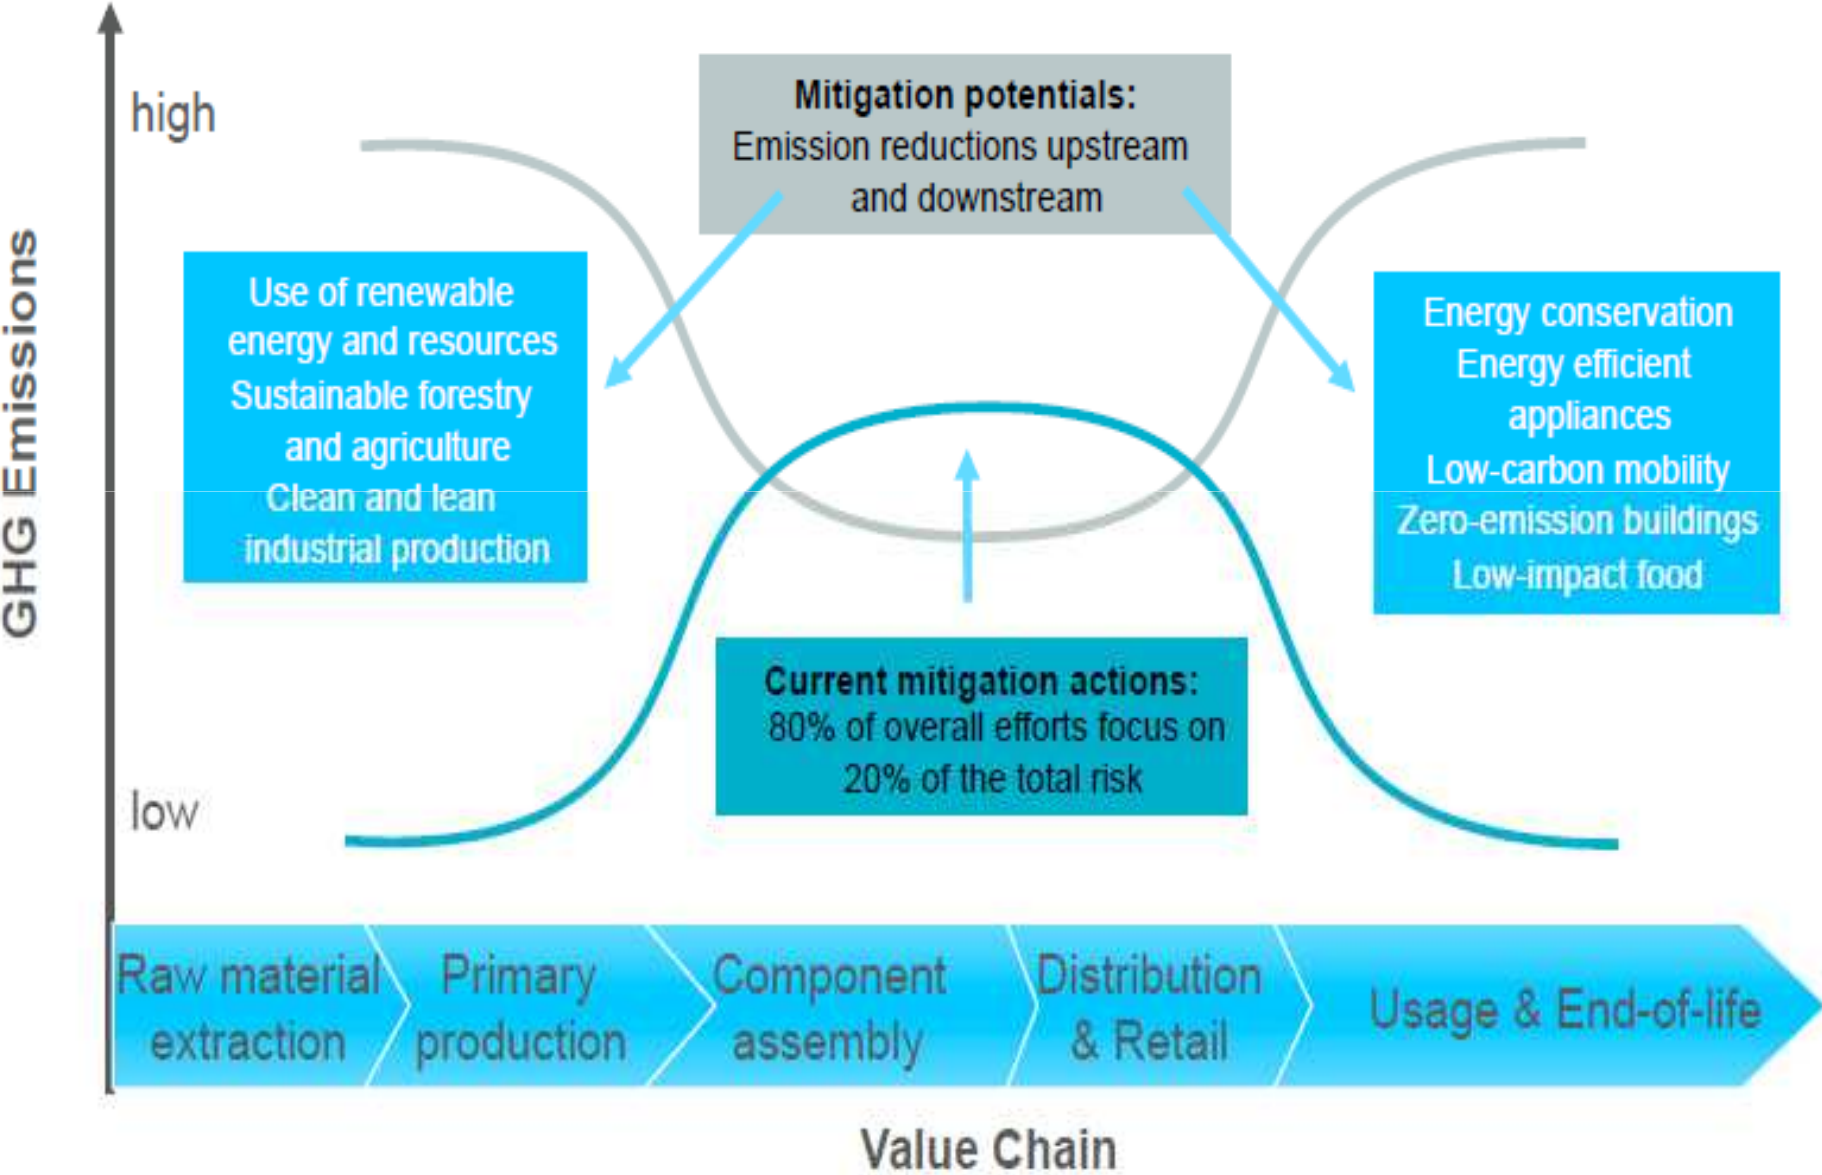 high
Mitigation potentials:
Emission reductions upstream
and downstream
GHG Emissions
Use of renewable
energy and resources
Sustainable forestry
and agriculture
Clean and lean
industrial production
Energy conservation
Energy efficient
appliances
Low-carbon mobility
Zero-emission buildings
Low-impact food
Current mitigation actions:
80% of overall efforts focus on
20% of the total risk
low
Raw material
extraction
Primary
production
Component
assembly
Distribution
& Retail
Usage & End-of-life
Value Chain